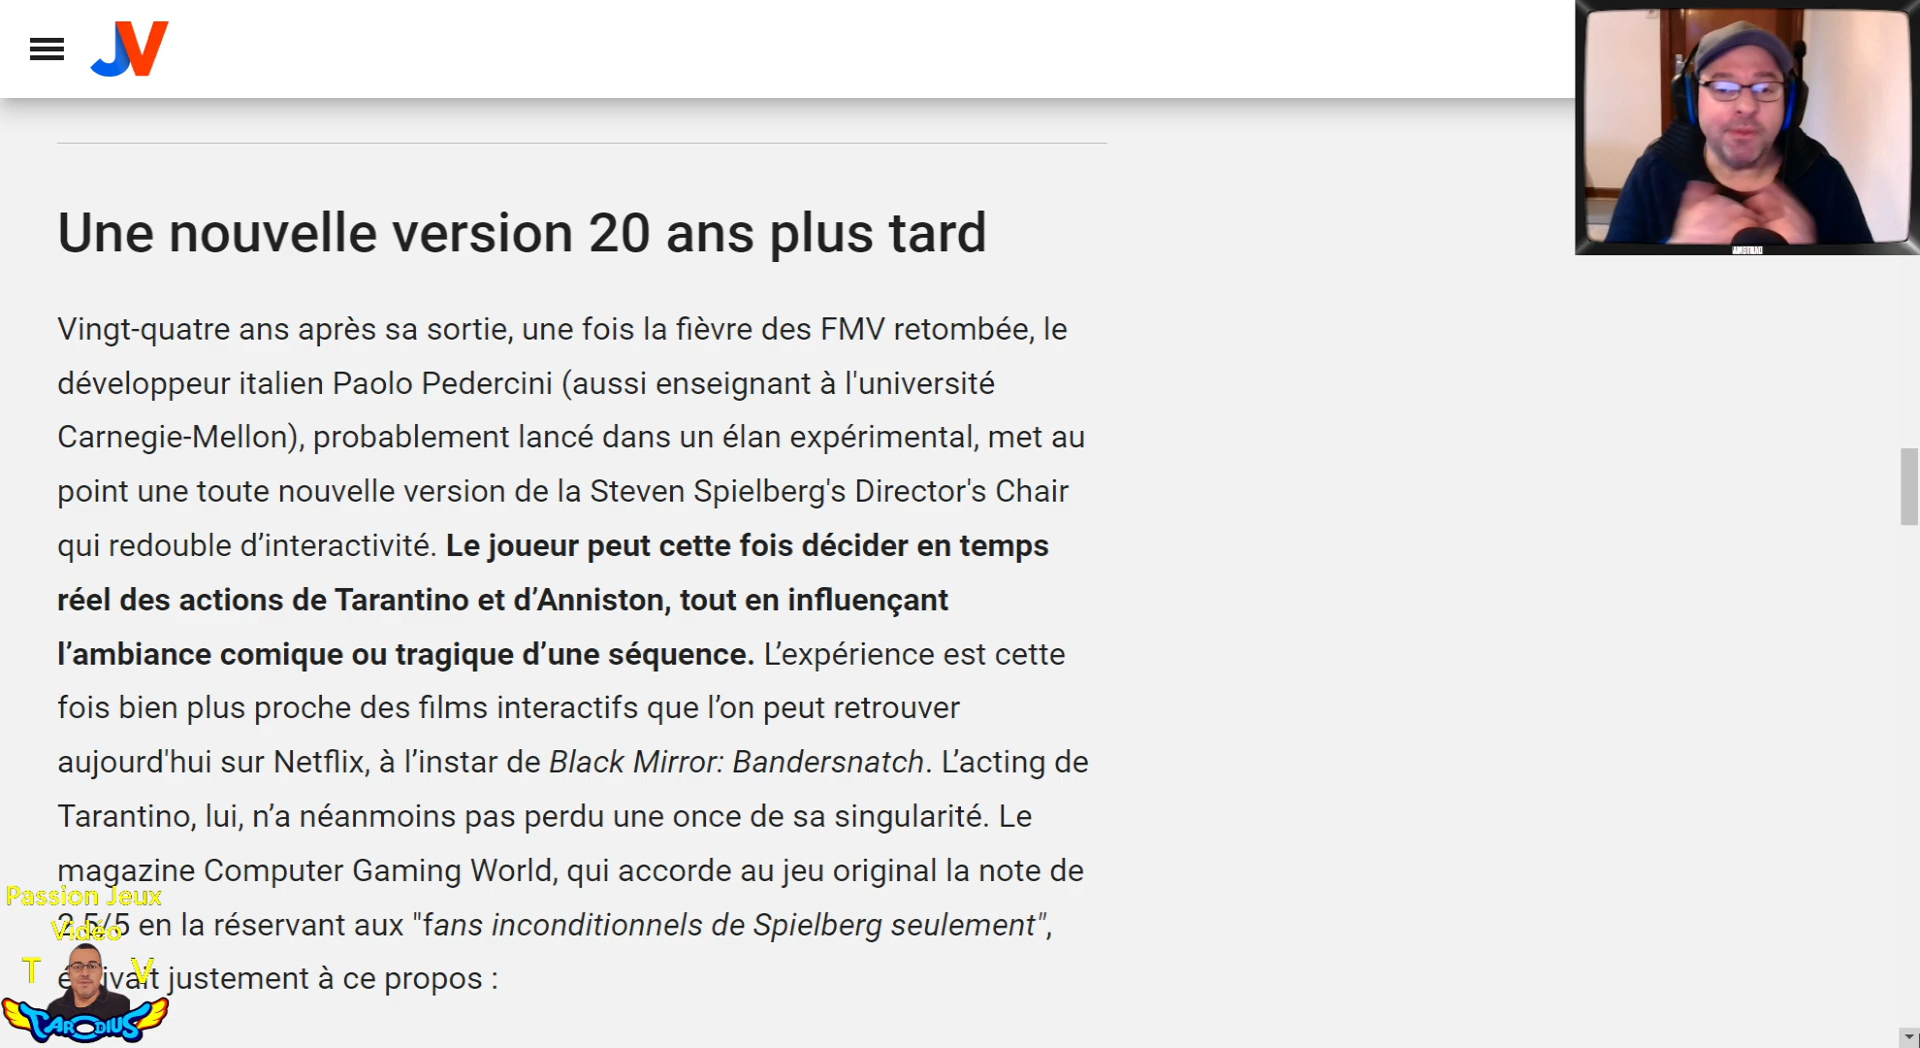 JV
Une nouvelle version 20 ans plus tard
Vingt-quatre ans après sa sortie, une fois la fièvre des FMV retombée, le
développeur italien Paolo Pedercini (aussi enseignant à l'université
Carnegie-Mellon), probablement lancé dans un élan expérimental, met au
point une toute nouvelle version de la Steven Spielberg's Director's Chair
qui redouble d’interactivité. Le joueur peut cette fois décider en temps
réel des actions de Tarantino et d’Anniston, tout en influençant
l’ambiance comique ou tragique d’une séquence. L’expérience est cette
fois bien plus proche des films interactifs que l’on peut retrouver
aujourd'hui sur Netflix, à l’instar de Black Mirror: Bandersnatch. L’acting de
Tarantino, lui, n’a néanmoins pas perdu une once de sa singularité. Le
magazine Computer Gaming World, qui accorde au jeu original la note de
2,5/5 en la réservant aux "fans inconditionnels de Spielberg seulement",
écrivait justement à ce propos :
Passion Jeux
Vidéo
T V
TARODIUS
AMSTRAD